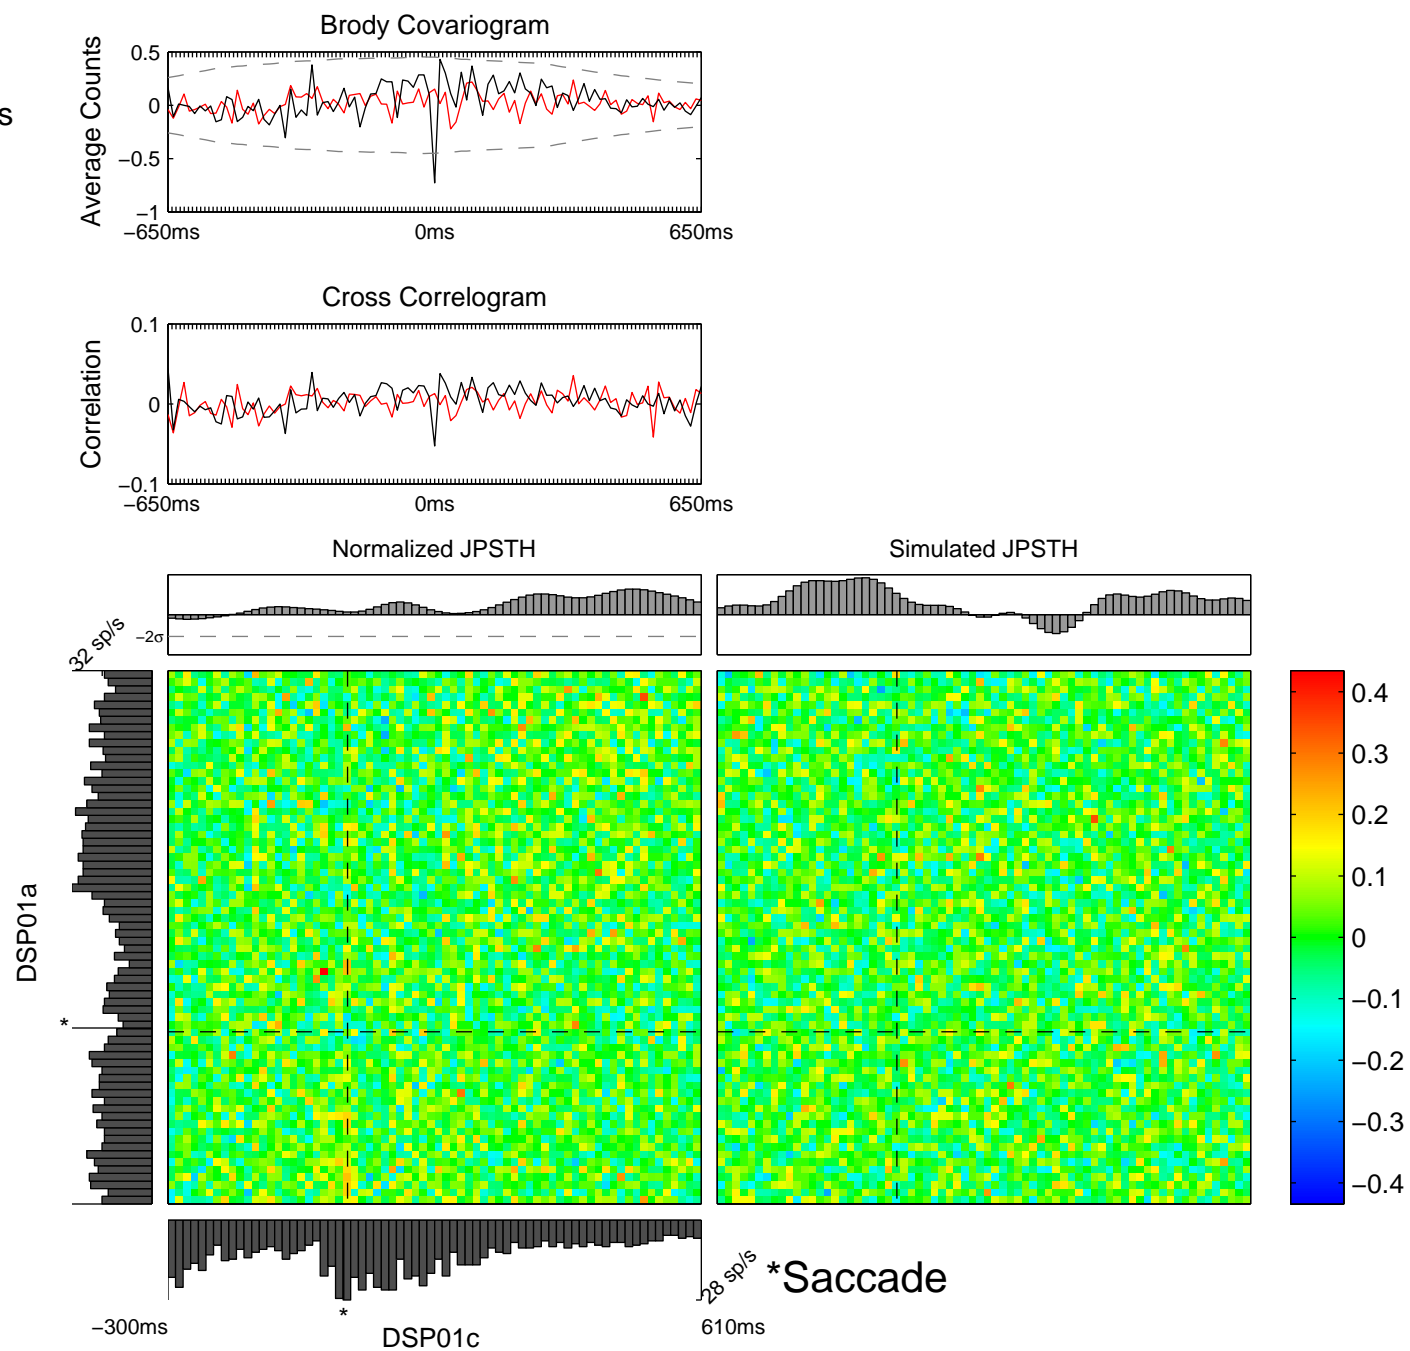 Brody Covariogram
s
Average Counts
0.5
0
−0.5
−1
−650ms 0ms 650ms
Cross Correlogram
Correlation
0.1
0
−0.1
−650ms 0ms 650ms
Normalized JPSTH Simulated JPSTH
−2σ
32 sp/s
DSP01a
*
0.4
0.3
0.2
0.1
0
−0.1
−0.2
−0.3
−0.4
28 sp/s
*Saccade
*
−300ms DSP01c 610ms